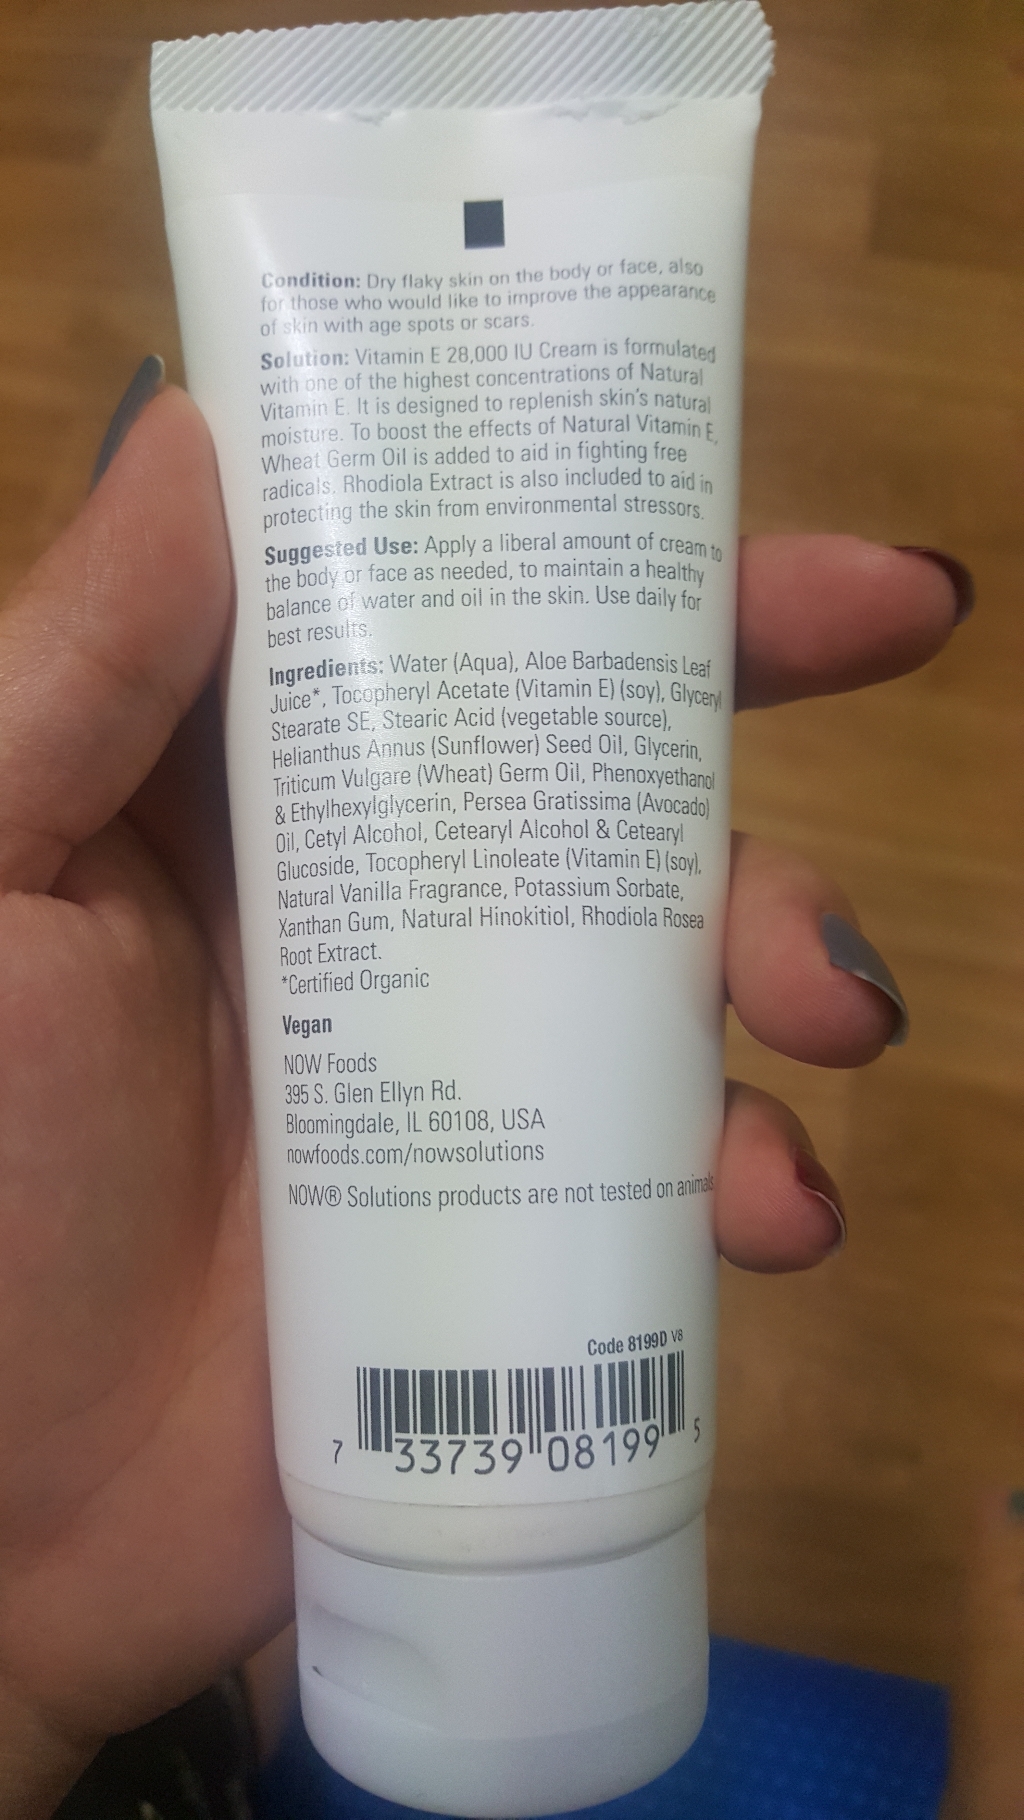 Condition: Dry flaky skin on the body or face, also
for those who would like to improve the appearance
of skin with age spots or scars.
Solution: Vitamin E 28,000 IU Cream is formulated
with one of the highest concentrations of Natural
Vitamin E. It is designed to replenish skin's natural
moisture. To boost the effects of Natural Vitamin E,
Wheat Germ Oil is added to aid in fighting free
radicals. Rhodiola Extract is also included to aid in
protecting the skin from environmental stressors.
Suggested Use: Apply a liberal amount of cream to
the body or face as needed, to maintain a healthy
balance of water and oil in the skin. Use daily for
best results.
Ingredients: Water (Aqua), Aloe Barbadensis Leaf
Juice*, Tocopheryl Acetate (Vitamin E) (soy), Glyceryl
Stearate SE, Stearic Acid (vegetable source),
Helianthus Annus (Sunflower) Seed Oil, Glycerin,
Triticum Vulgare (Wheat) Germ Oil, Phenoxyethanol
& Ethylhexylglycerin, Persea Gratissima (Avocado)
Oil, Cetyl Alcohol, Cetearyl Alcohol & Cetearyl
Glucoside, Tocopheryl Linoleate (Vitamin E) (soy),
Natural Vanilla Fragrance, Potassium Sorbate,
Xanthan Gum, Natural Hinokitiol, Rhodiola Rosea
Root Extract.
*Certified Organic
Vegan
NOW Foods
395 S. Glen Ellyn Rd.
Bloomingdale, IL 60108, USA
nowfoods.com/nowsolutions
NOW® Solutions products are not tested on animals
Code 8199D V8
7 33739 08199 5